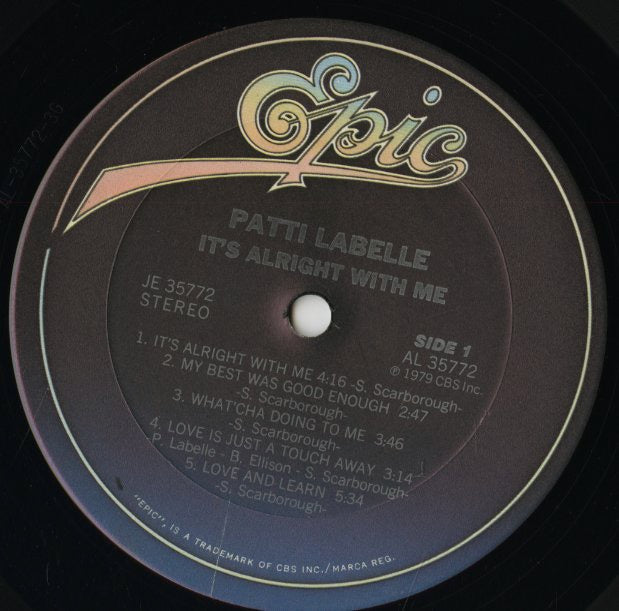 AL-35772-3G
Epic
PATTI LABELLE
IT'S ALRIGHT WITH ME
JE 35772
STEREO
SIDE 1
AL 35772
℗ 1979 CBS Inc.
1. IT'S ALRIGHT WITH ME 4:16 -S. Scarborough-
2. MY BEST WAS GOOD ENOUGH 2:47
-S. Scarborough-
3. WHAT'CHA DOING TO ME 3:46
-S. Scarborough-
4. LOVE IS JUST A TOUCH AWAY 3:14
P. Labelle - B. Ellison - S. Scarborough-
5. LOVE AND LEARN 5:34
-S. Scarborough-
"EPIC", IS A TRADEMARK OF CBS INC./MARCA REG.